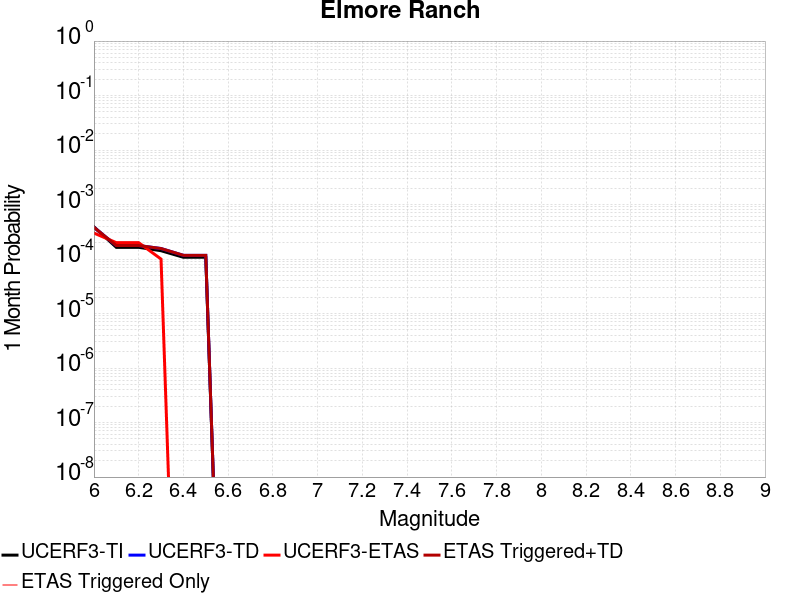 Elmore Ranch
1 Month Probability
10^0
10^-1
10^-2
10^-3
10^-4
10^-5
10^-6
10^-7
10^-8
6 6.2 6.4 6.6 6.8 7 7.2 7.4 7.6 7.8 8 8.2 8.4 8.6 8.8 9
Magnitude
UCERF3-TI UCERF3-TD UCERF3-ETAS ETAS Triggered+TD
ETAS Triggered Only